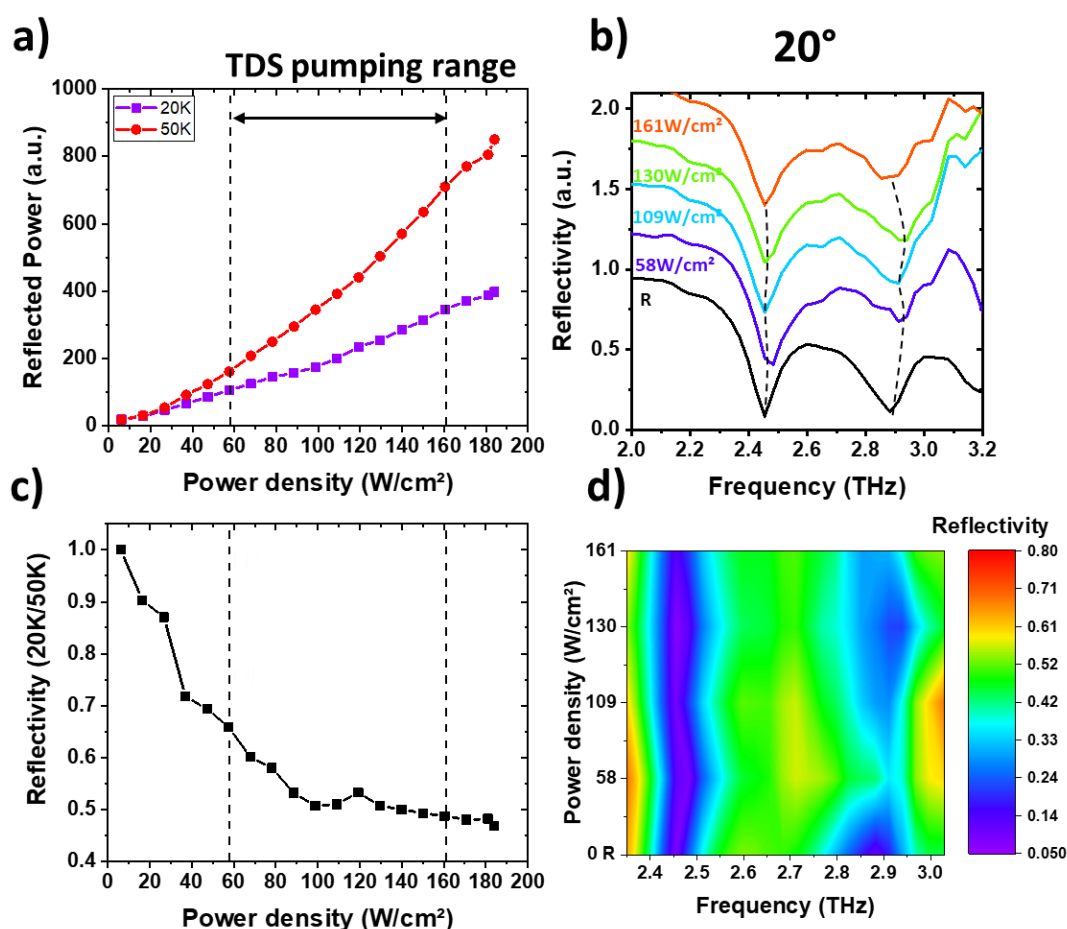 a)
TDS pumping range
20K
50K
1000
800
600
400
200
0
Reflected Power (a.u.)
0 20 40 60 80 100 120 140 160 180 200
Power density (W/cm²)
b)
20°
161W/cm²
130W/cm²
109W/cm²
58W/cm²
R
2.0
1.5
1.0
0.5
0.0
Reflectivity (a.u.)
2.0 2.2 2.4 2.6 2.8 3.0 3.2
Frequency (THz)
c)
1.0
0.9
0.8
0.7
0.6
0.5
0.4
Reflectivity (20K/50K)
0 20 40 60 80 100 120 140 160 180 200
Power density (W/cm²)
d)
Reflectivity
161
130
109
58
0 R
Power density (W/cm²)
2.4 2.5 2.6 2.7 2.8 2.9 3.0
Frequency (THz)
0.80
0.71
0.61
0.52
0.43
0.33
0.24
0.14
0.050